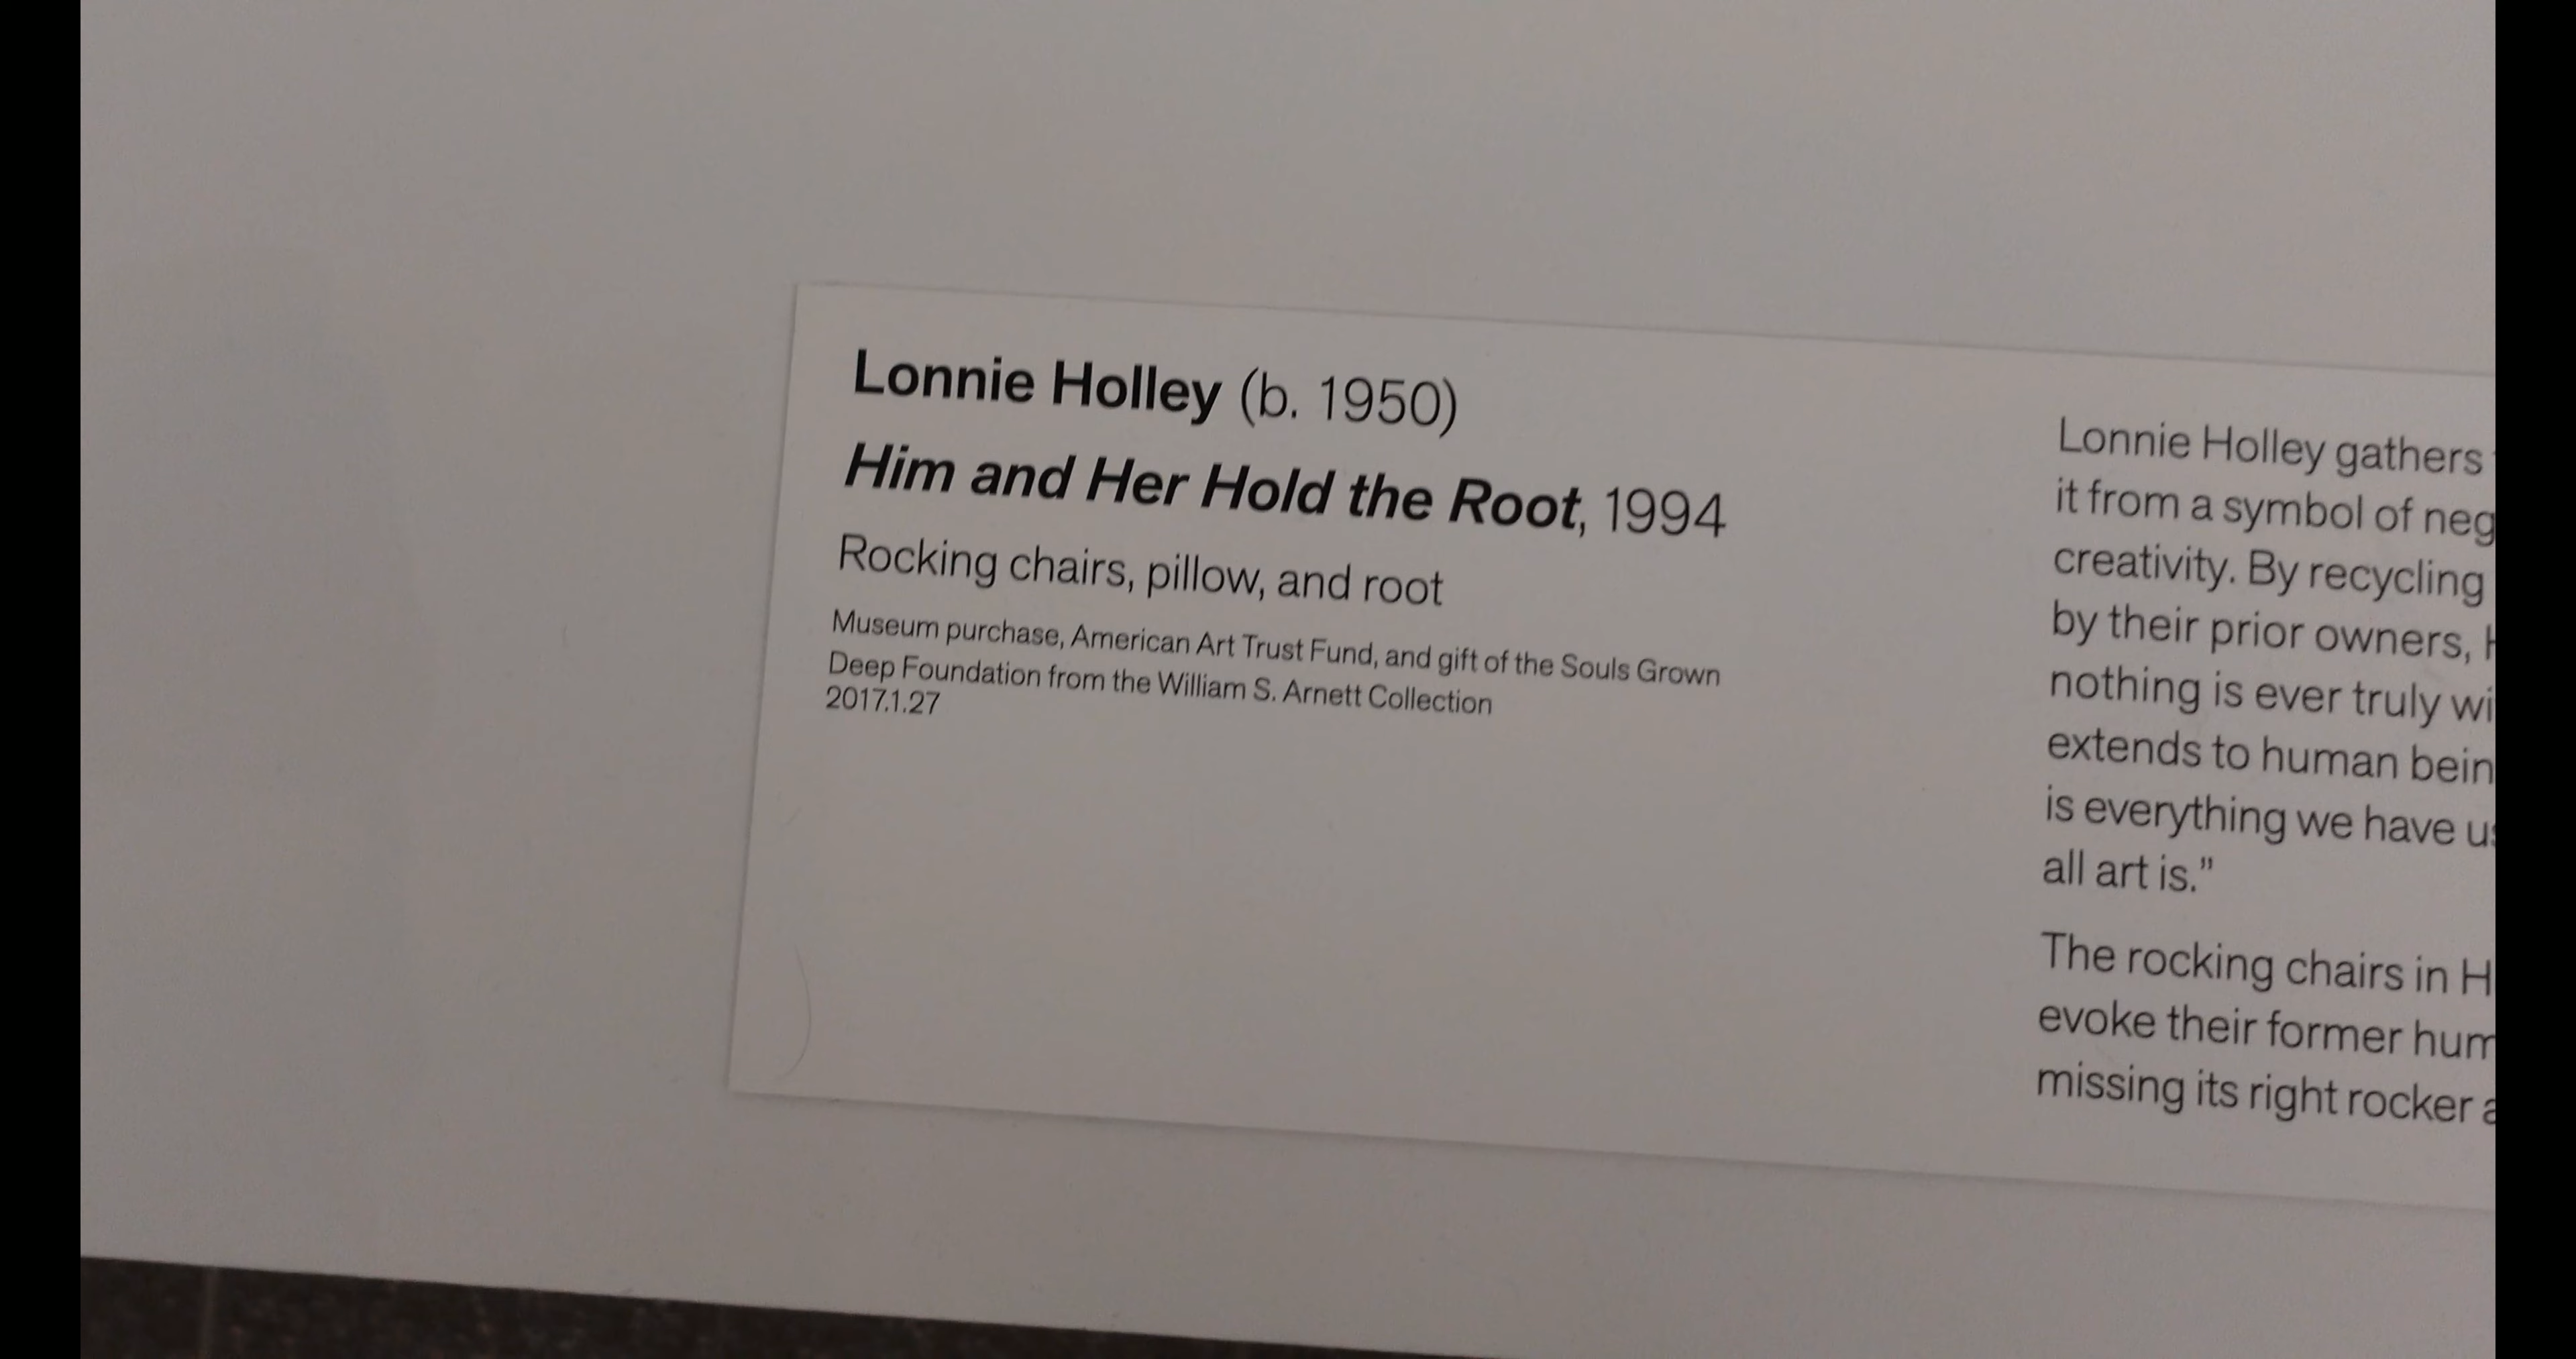 Lonnie Holley (b. 1950)
Him and Her Hold the Root, 1994
Rocking chairs, pillow, and root
Museum purchase, American Art Trust Fund, and gift of the Souls Grown
Deep Foundation from the William S. Arnett Collection
2017.1.27
Lonnie Holley gathers
it from a symbol of neg
creativity. By recycling
by their prior owners, H
nothing is ever truly wi
extends to human bein
is everything we have us
all art is.”
The rocking chairs in H
evoke their former hum
missing its right rocker a